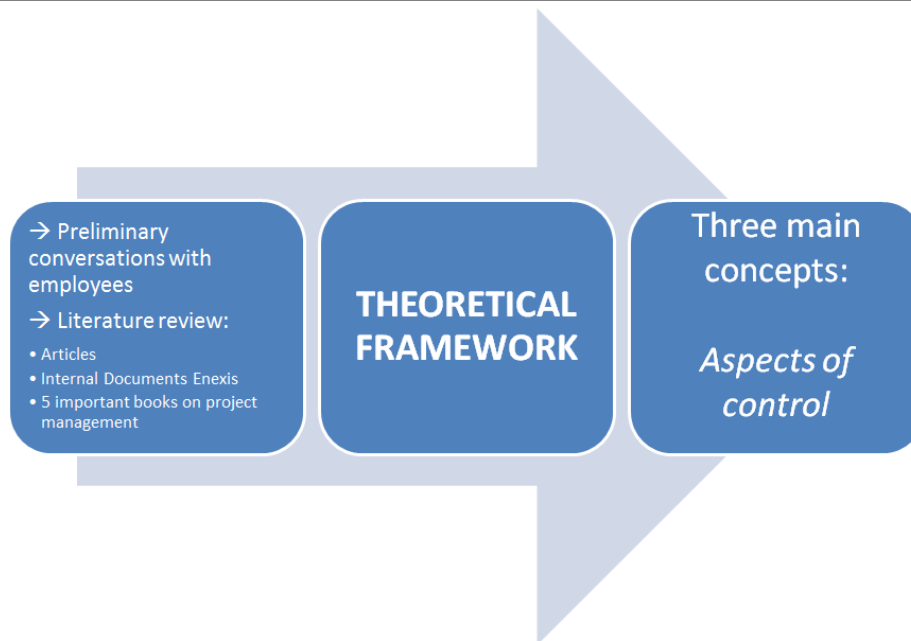 → Preliminary
conversations with
employees
→ Literature review:
• Articles
• Internal Documents Enexis
• 5 important books on project
management
THEORETICAL
FRAMEWORK
Three main
concepts:
Aspects of
control